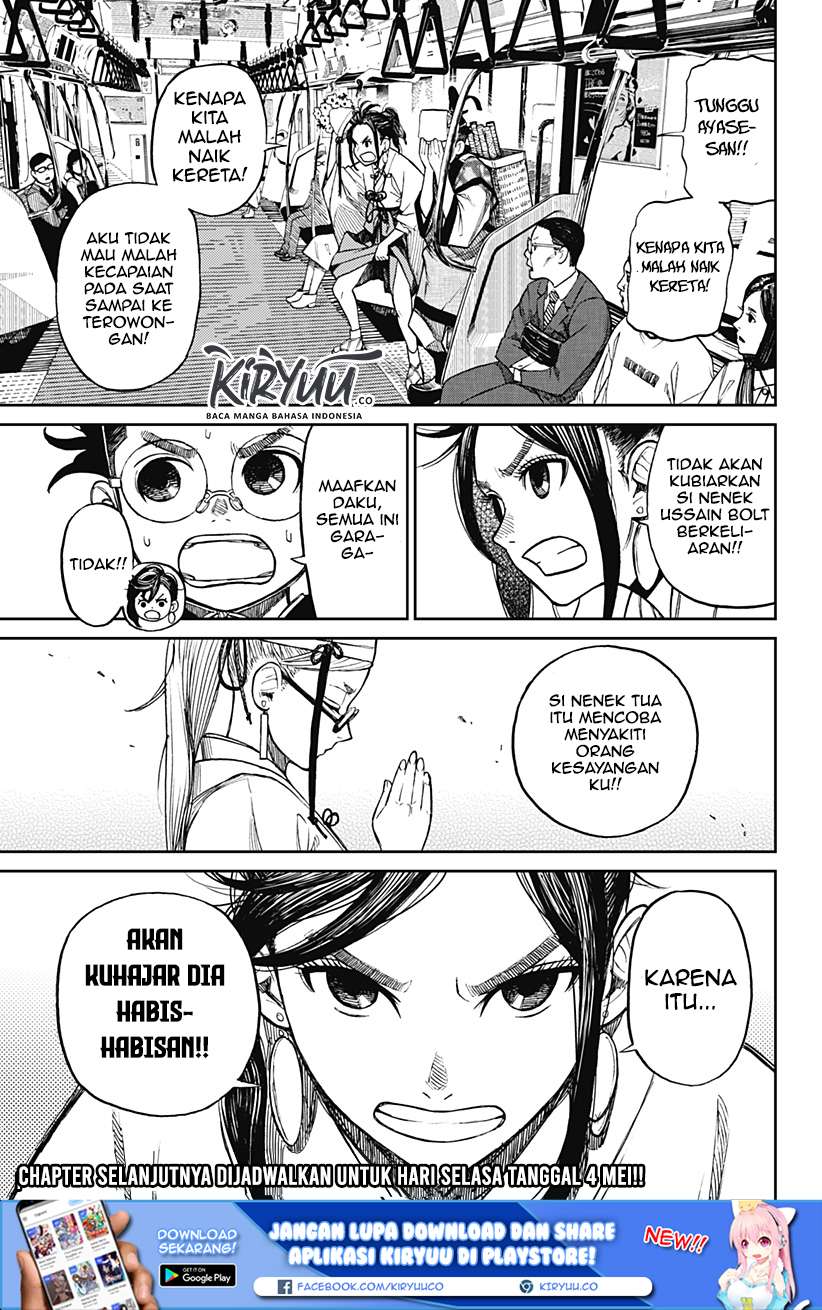 TUNGGU
AYASE-
SAN!!
KENAPA KITA
MALAH NAIK
KERETA!
KENAPA
KITA
MALAH
NAIK
KERETA!
AKU TIDAK
MAU MALAH
KECAPAIAN
PADA SAAT
SAMPAI KE
TEROWON-
GAN!
KIRYUU.CO
BACA MANGA BAHASA INDONESIA
TIDAK AKAN
KUBIARKAN
SI NENEK
USSAIN BOLT
BERKELI-
ARAN!!
MAAFKAN
DAKU,
SEMUA INI
GARA-
GA-
TIDAK!!
SI NENEK TUA
ITU MENCOBA
MENYAKITI
ORANG
KESAYANGAN
KU!!
KARENA
ITU...
AKAN
KUHAJAR DIA
HABIS-
HABISAN!!
CHAPTER SELANJUTNYA DIJADWALKAN UNTUK HARI SELASA TANGGAL 4 MEI!!
DOWNLOAD
SEKARANG!
GET IT ON
Google Play
JANGAN LUPA DOWNLOAD DAN SHARE
APLIKASI KIRYUU DI PLAYSTORE!
FACEBOOK.COM/KIRYUUCO
KIRYUU.CO
NEW!!